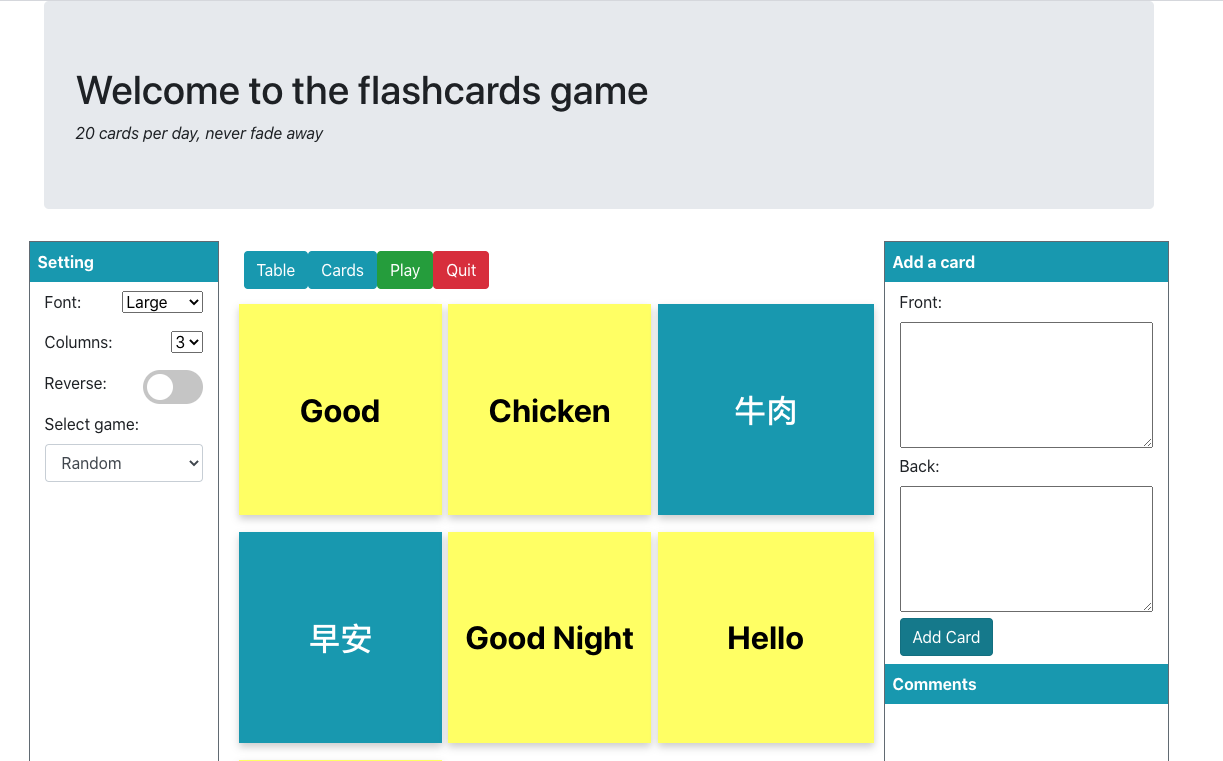 Welcome to the flashcards game
20 cards per day, never fade away
Setting
Font:
Large
Columns:
3
Reverse:
Select game:
Random
Table
Cards
Play
Quit
Good
Chicken
牛肉
早安
Good Night
Hello
Add a card
Front:
Back:
Add Card
Comments